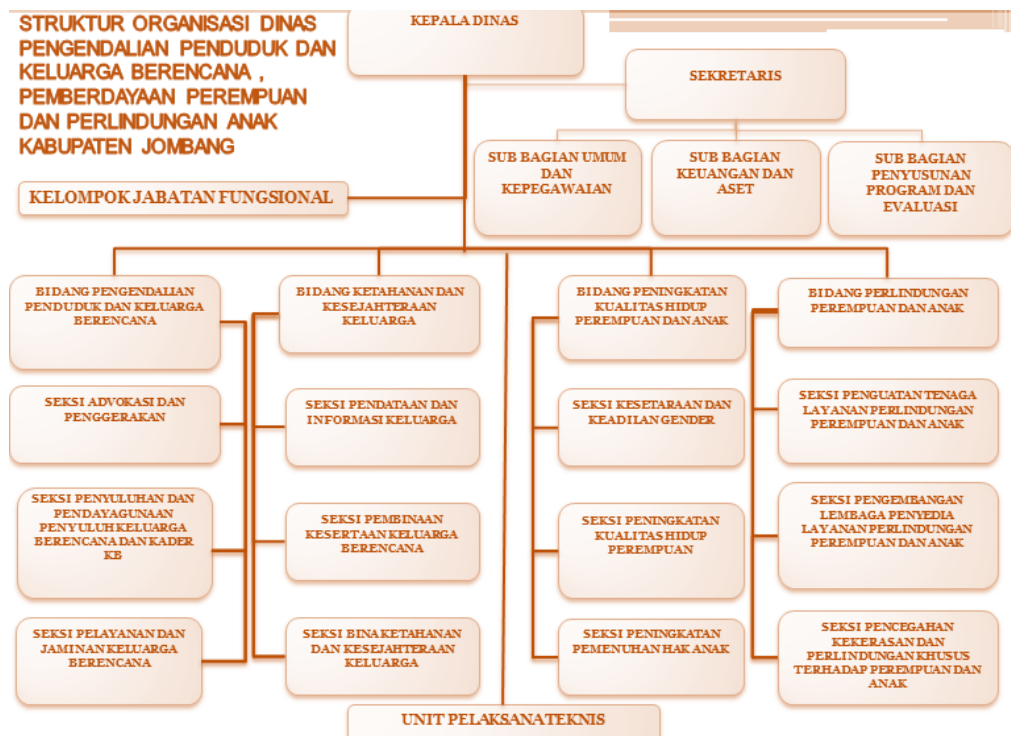 STRUKTUR ORGANISASI DINAS
PENGENDALIAN PENDUDUK DAN
KELUARGA BERENCANA ,
PEMBERDAYAAN PEREMPUAN
DAN PERLINDUNGAN ANAK
KABUPATEN JOMBANG
KEPALA DINAS
SEKRETARIS
SUB BAGIAN UMUM
DAN
KEPEGAWAIAN
SUB BAGIAN
KEUANGAN DAN
ASET
SUB BAGIAN
PENYUSUNAN
PROGRAM DAN
EVALUASI
KELOMPOK JABATAN FUNGSIONAL
BIDANG PENGENDALIAN
PENDUDUK DAN KELUARGA
BERENCANA
SEKSI ADVOKASI DAN
PENGGERAKAN
SEKSI PENYULUHAN DAN
PENDAYAGUNAAN
PENYULUH KELUARGA
BERENCANA DAN KADER
KB
SEKSI PELAYANAN DAN
JAMINAN KELUARGA
BERENCANA
BIDANG KETAHANAN DAN
KESEJAHTERAAN
KELUARGA
SEKSI PENDATAAN DAN
INFORMASI KELUARGA
SEKSI PEMBINAAN
KESERTAAN KELUARGA
BERENCANA
SEKSI BINA KETAHANAN
DAN KESEJAHTERAAN
KELUARGA
BIDANG PENINGKATAN
KUALITAS HIDUP
PEREMPUAN DAN ANAK
SEKSI KESETARAAN DAN
KEADILAN GENDER
SEKSI PENINGKATAN
KUALITAS HIDUP
PEREMPUAN
SEKSI PENINGKATAN
PEMENUHAN HAK ANAK
BIDANG PERLINDUNGAN
PEREMPUAN DAN ANAK
SEKSI PENGUATAN TENAGA
LAYANAN PERLINDUNGAN
PEREMPUAN DAN ANAK
SEKSI PENGEMBANGAN
LEMBAGA PENYEDIA
LAYANAN PERLINDUNGAN
PEREMPUAN DAN ANAK
SEKSI PENCEGAHAN
KEKERASAN DAN
PERLINDUNGAN KHUSUS
TERHADAP PEREMPUAN DAN
ANAK
UNIT PELAKSANA TEKNIS